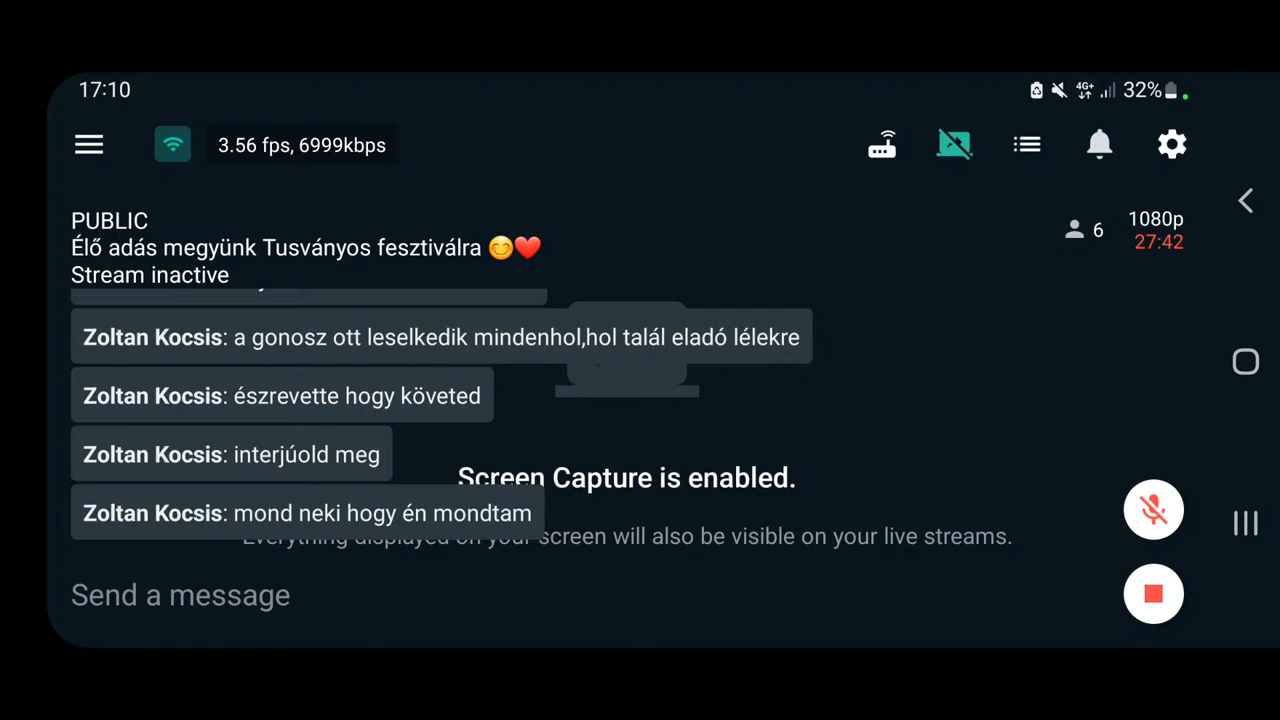 17:10
4G+ 32%
3.56 fps, 6999kbps
PUBLIC
Élő adás megyünk Tusványos fesztiválra 😊❤️
Stream inactive
6
1080p
27:42
Zoltan Kocsis: a gonosz ott leselkedik mindenhol,hol talál eladó lélekre
Zoltan Kocsis: észrevette hogy követed
Zoltan Kocsis: interjúold meg
Screen Capture is enabled.
Zoltan Kocsis: mond neki hogy én mondtam
Everything displayed on your screen will also be visible on your live streams.
Send a message